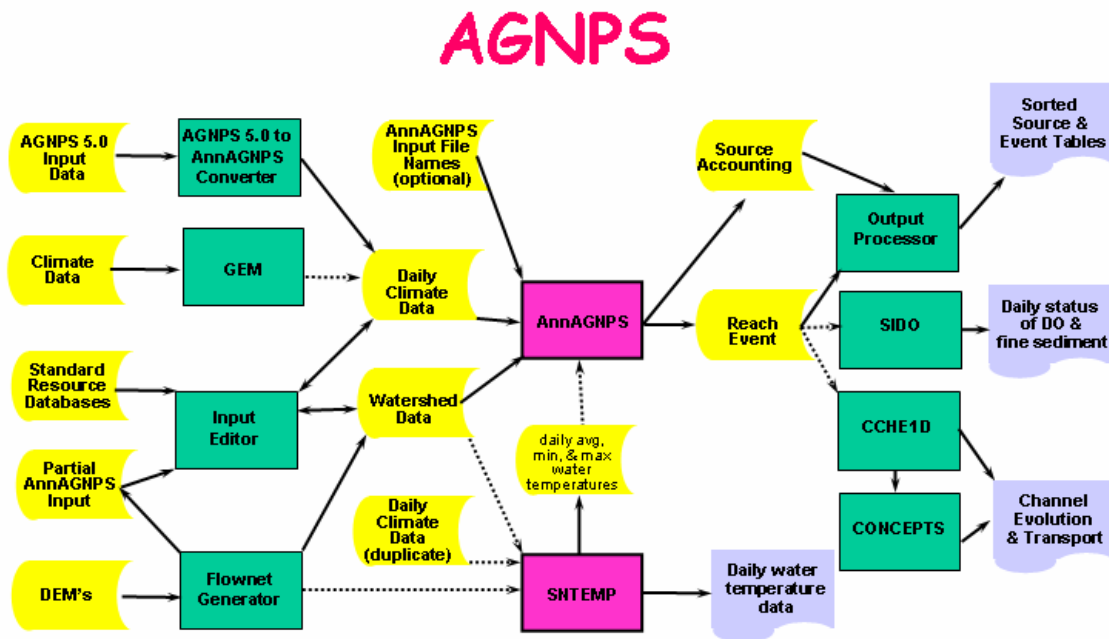 AGNPS
AGNPS 5.0
Input
Data
AGNPS 5.0 to
AnnAGNPS
Converter
AnnAGNPS
Input File
Names
(optional)
Source
Accounting
Sorted
Source &
Event Tables
Output
Processor
Climate
Data
GEM
Daily
Climate
Data
AnnAGNPS
Reach
Event
SIDO
Daily status
of DO &
fine sediment
Standard
Resource
Databases
Input
Editor
Watershed
Data
daily avg,
min, & max
water
temperatures
CCHE1D
Partial
AnnAGNPS
Input
Daily
Climate
Data
(duplicate)
CONCEPTS
Channel
Evolution
& Transport
DEM's
Flownet
Generator
SNTEMP
Daily water
temperature
data